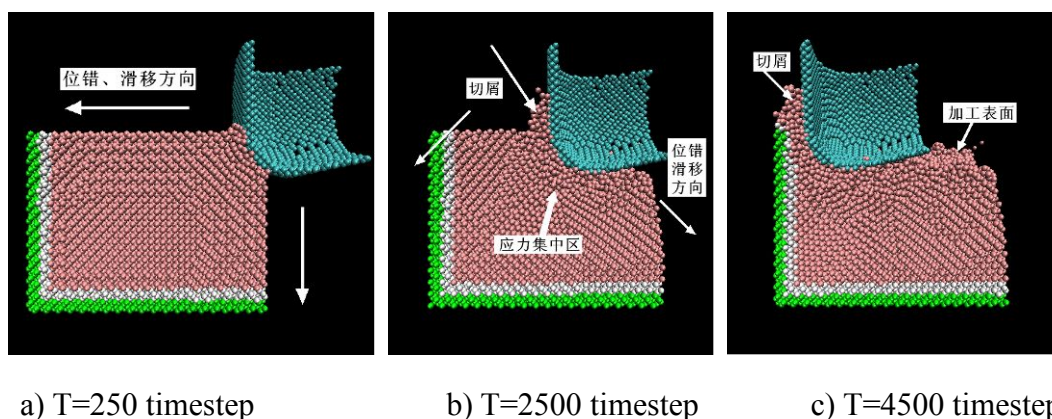 位错、滑移方向
切屑
位错
滑移
方向
应力集中区
切屑
加工表面
a) T=250 timestep
b) T=2500 timestep
c) T=4500 timestep